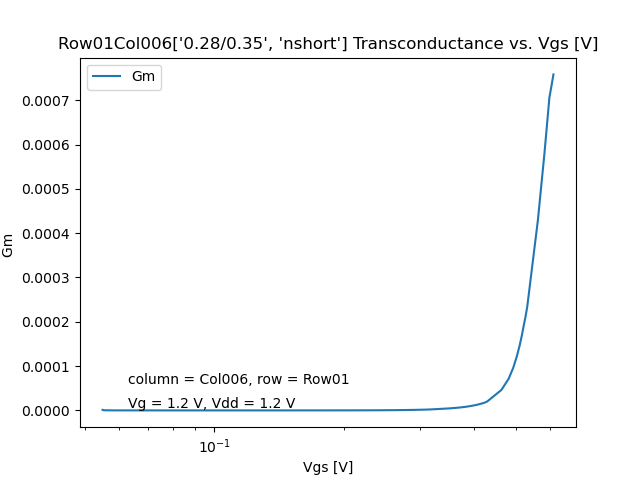 Row01Col006['0.28/0.35', 'nshort'] Transconductance vs. Vgs [V]
Gm
0.0007
0.0006
0.0005
0.0004
0.0003
0.0002
0.0001
0.0000
Gm
column = Col006, row = Row01
Vg = 1.2 V, Vdd = 1.2 V
10⁻¹
Vgs [V]